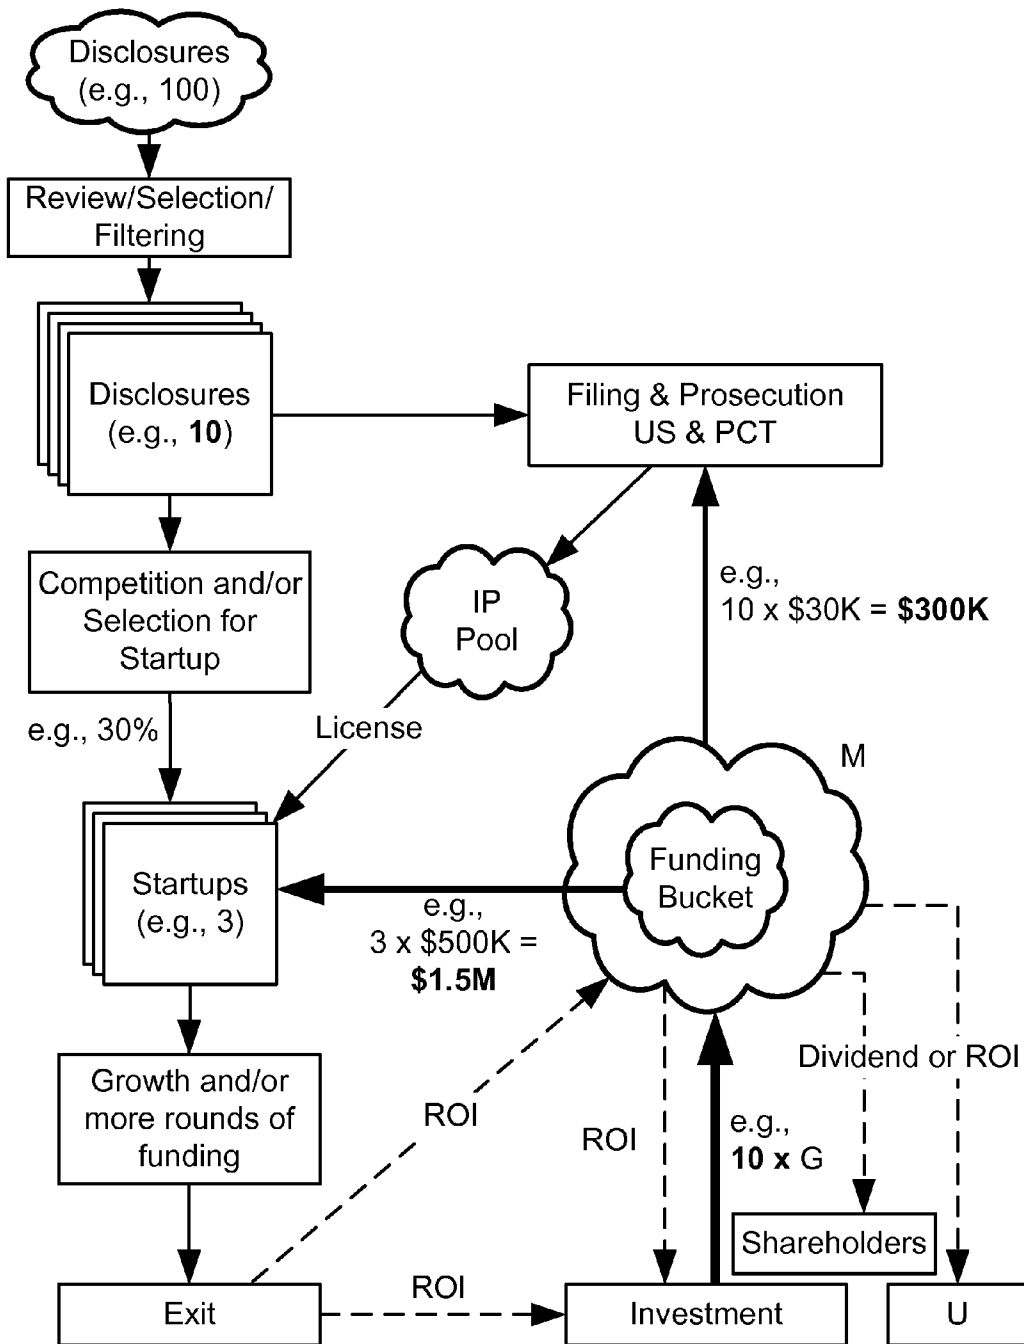 Disclosures
(e.g., 100)
Review/Selection/
Filtering
Disclosures
(e.g., 10)
Filing & Prosecution
US & PCT
Competition and/or
Selection for
Startup
IP
Pool
e.g.,
10 x $30K = $300K
e.g., 30%
License
M
Startups
(e.g., 3)
Funding
Bucket
e.g.,
3 x $500K =
$1.5M
Growth and/or
more rounds of
funding
ROI
ROI
e.g.,
10 x G
Dividend or ROI
Shareholders
Exit
ROI
Investment
U